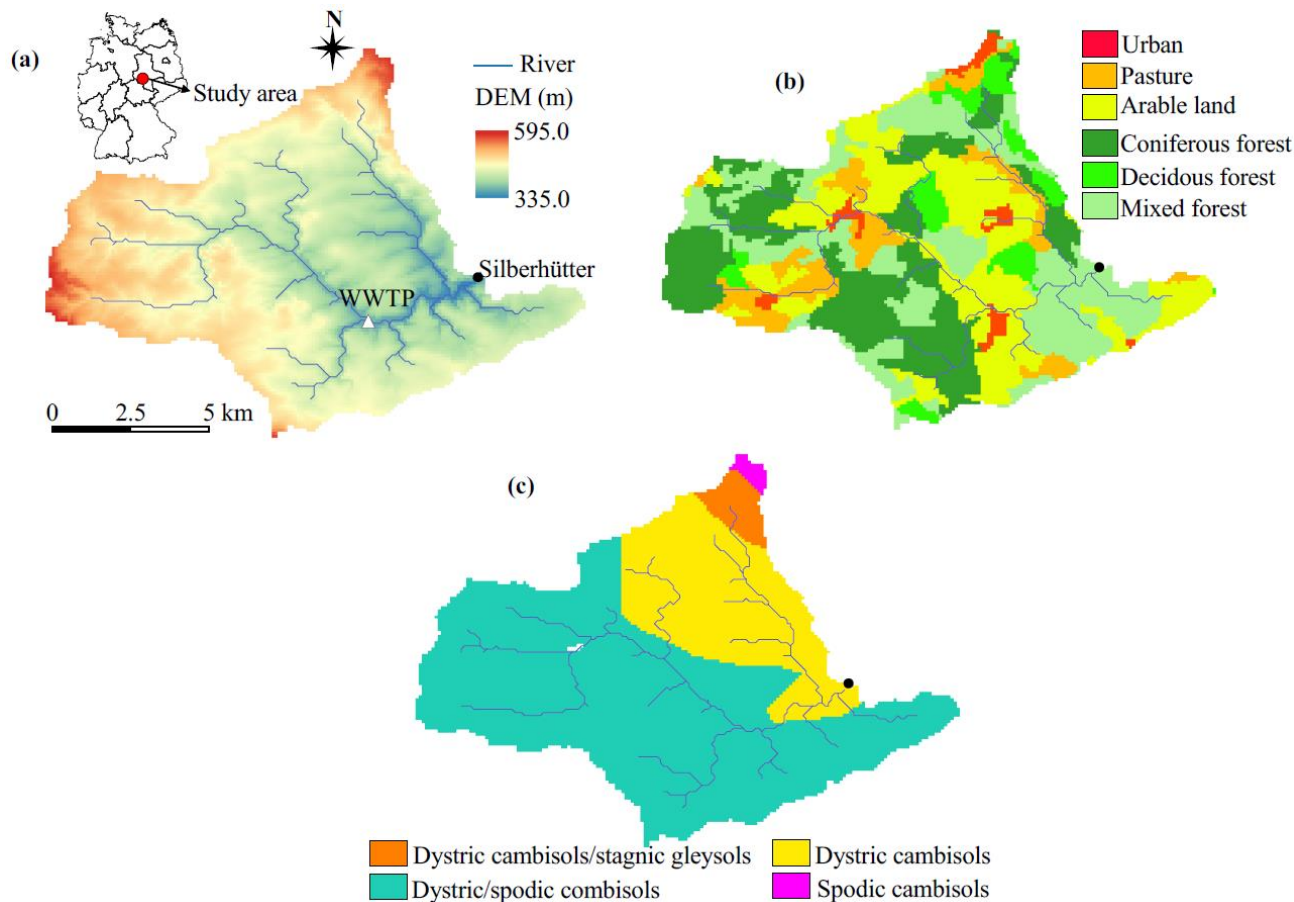 (a)
N
Study area
River
DEM (m)
595.0
335.0
Silberhütter
WWTP
0 2.5 5 km
(b)
Urban
Pasture
Arable land
Coniferous forest
Decidous forest
Mixed forest
(c)
Dystric cambisols/stagnic gleysols
Dystric cambisols
Dystric/spodic combisols
Spodic cambisols